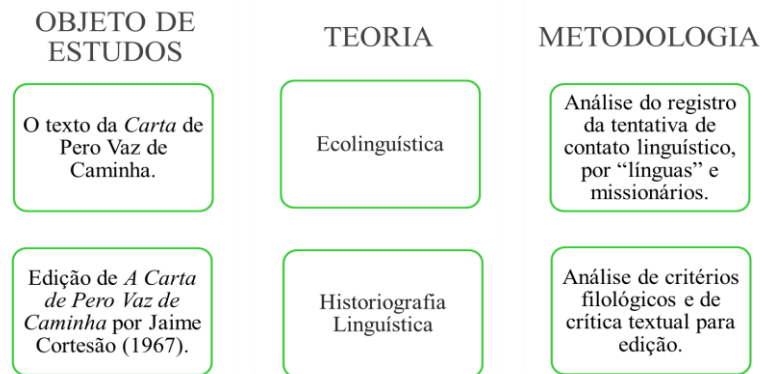 OBJETO DE
ESTUDOS
TEORIA
METODOLOGIA
O texto da Carta de
Pero Vaz de
Caminha.
Ecolinguística
Análise do registro
da tentativa de
contato linguístico,
por “línguas” e
missionários.
Edição de A Carta
de Pero Vaz de
Caminha por Jaime
Cortesão (1967).
Historiografia
Linguística
Análise de critérios
filológicos e de
crítica textual para
edição.